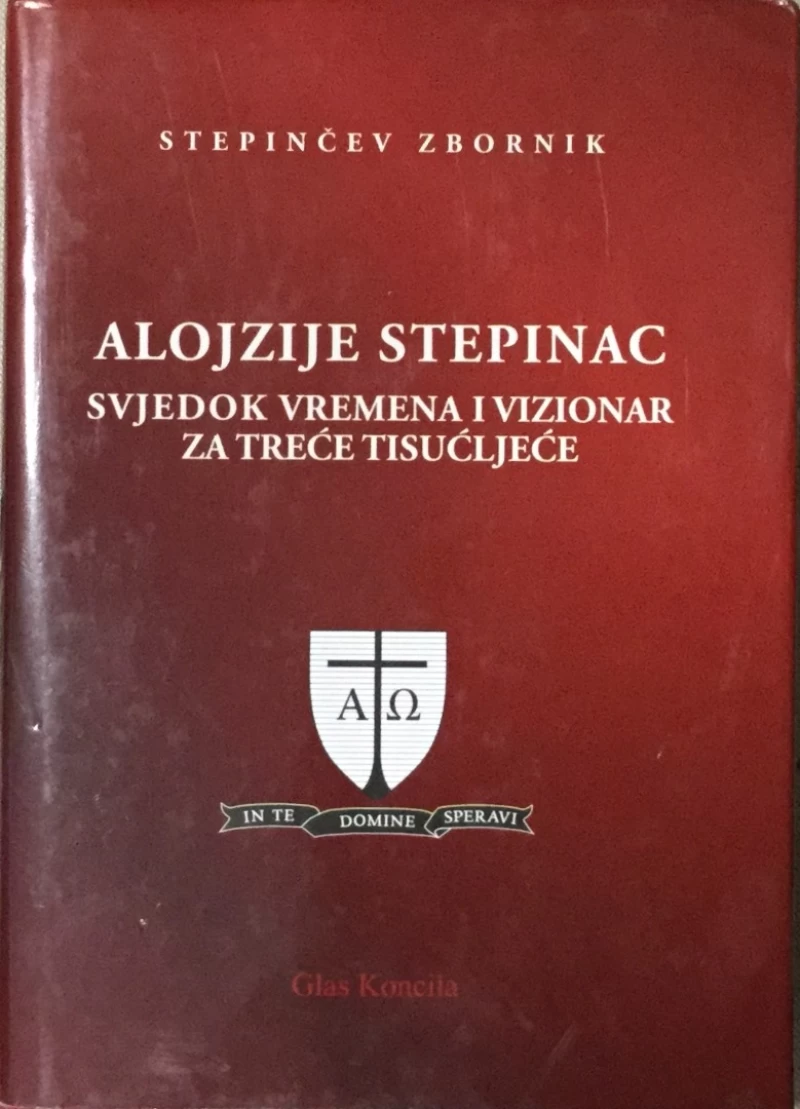 STEPINČEV ZBORNIK
ALOJZIJE STEPINAC
SVJEDOK VREMENA I VIZIONAR
ZA TREĆE TISUĆLJEĆE
Α Ω
IN TE DOMINE SPERAVI
Glas Koncila